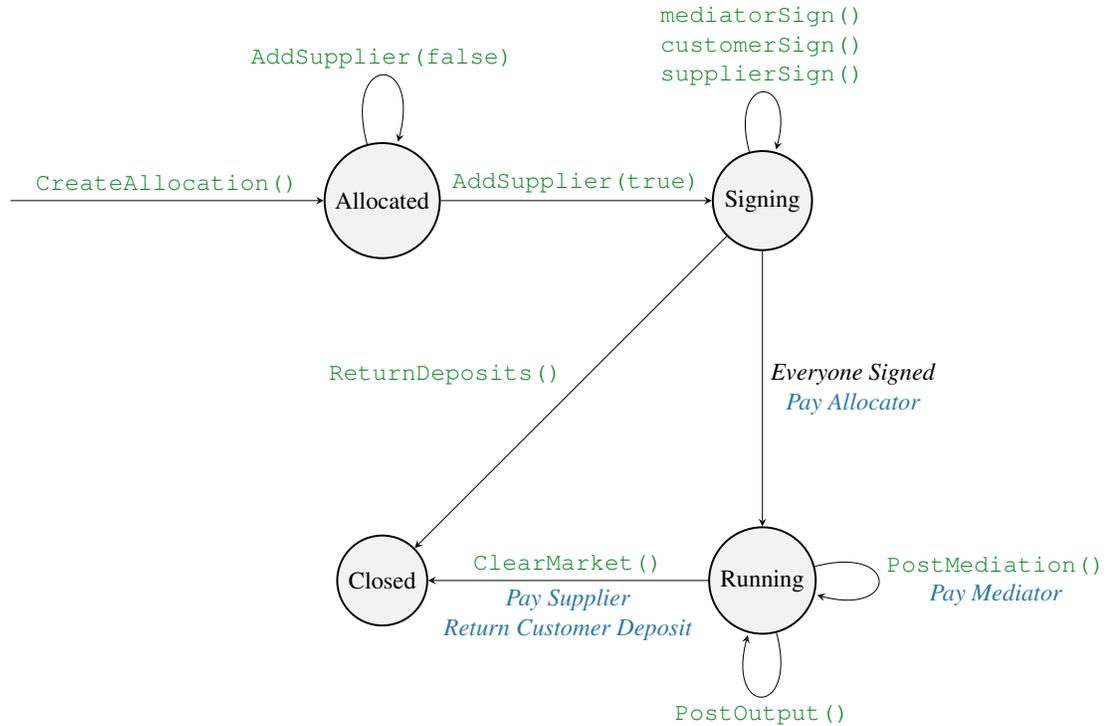 mediatorSign()
customerSign()
supplierSign()
AddSupplier(false)
CreateAllocation()
Allocated
AddSupplier(true)
Signing
ReturnDeposits()
Everyone Signed
Pay Allocator
Closed
ClearMarket()
Pay Supplier
Return Customer Deposit
Running
PostMediation()
Pay Mediator
PostOutput()